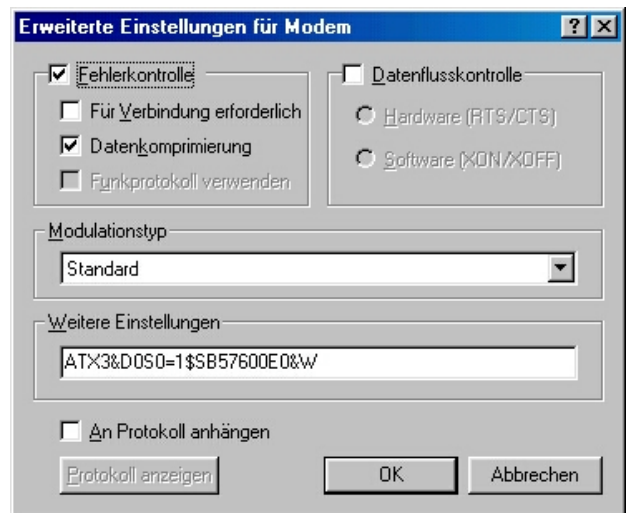 Erweiterte Einstellungen für Modem
Fehlerkontrolle
Für Verbindung erforderlich
Datenkomprimierung
Funkprotokoll verwenden
Datenflusskontrolle
Hardware (RTS/CTS)
Software (XON/XOFF)
Modulationstyp
Standard
Weitere Einstellungen
ATX3&D0S0=1$SB57600E0&W
An Protokoll anhängen
Protokoll anzeigen
OK
Abbrechen